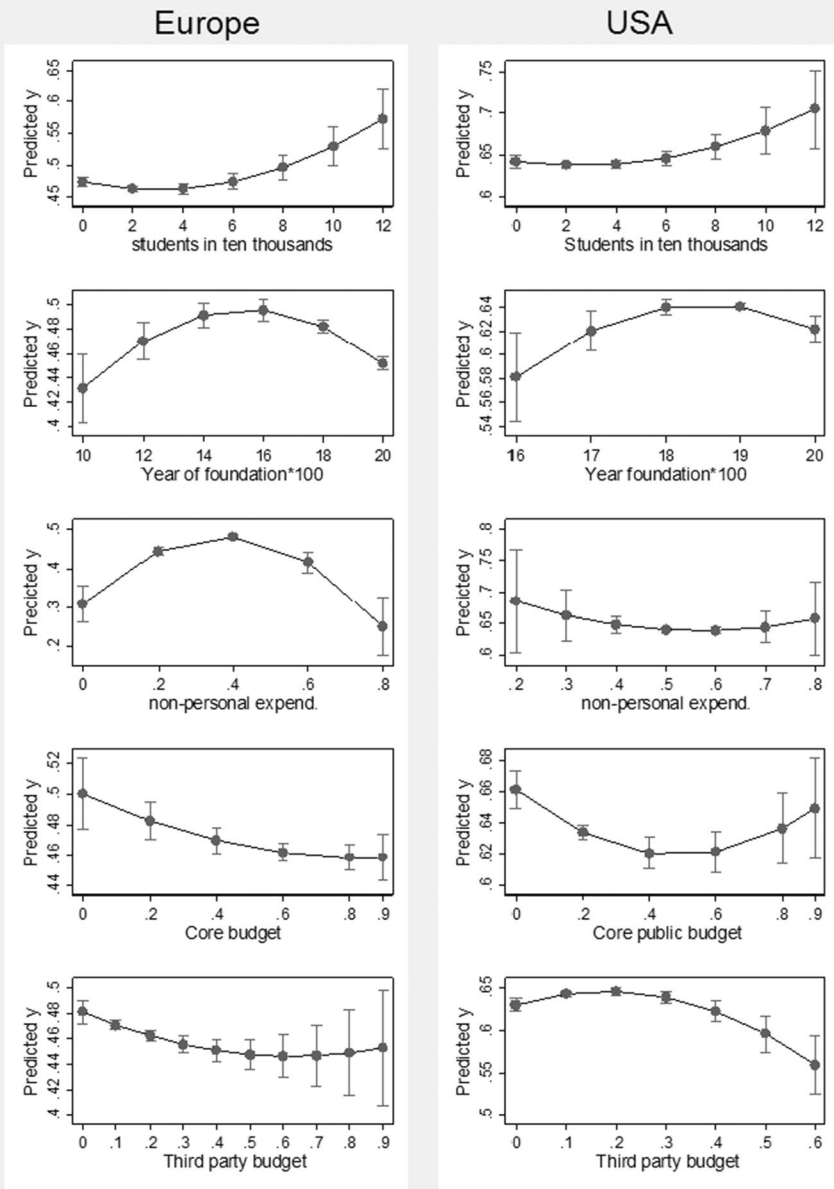 Europe
USA
Predicted y
.65
.6
.55
.5
.45
0 2 4 6 8 10 12
students in ten thousands
Predicted y
.75
.7
.65
.6
0 2 4 6 8 10 12
Students in ten thousands
Predicted y
.5
.48
.46
.44
.42
.4
10 12 14 16 18 20
Year of foundation*100
Predicted y
.64
.62
.6
.58
.56
.54
16 17 18 19 20
Year foundation*100
Precicted y
.5
.4
.3
.2
0 .2 .4 .6 .8
non-personal expend.
Predicted y
.8
.75
.7
.65
.6
.2 .3 .4 .5 .6 .7 .8
non-personal expend.
Predicted y
.52
.5
.48
.46
.44
0 .2 .4 .6 .8 .9
Core budget
Predicted y
.68
.66
.64
.62
.6
0 .2 .4 .6 .8 .9
Core public budget
Predicted y
.5
.48
.46
.44
.42
.4
0 .1 .2 .3 .4 .5 .6 .7 .8 .9
Third party budget
Predicted y
.65
.6
.55
.5
0 .1 .2 .3 .4 .5 .6
Third party budget